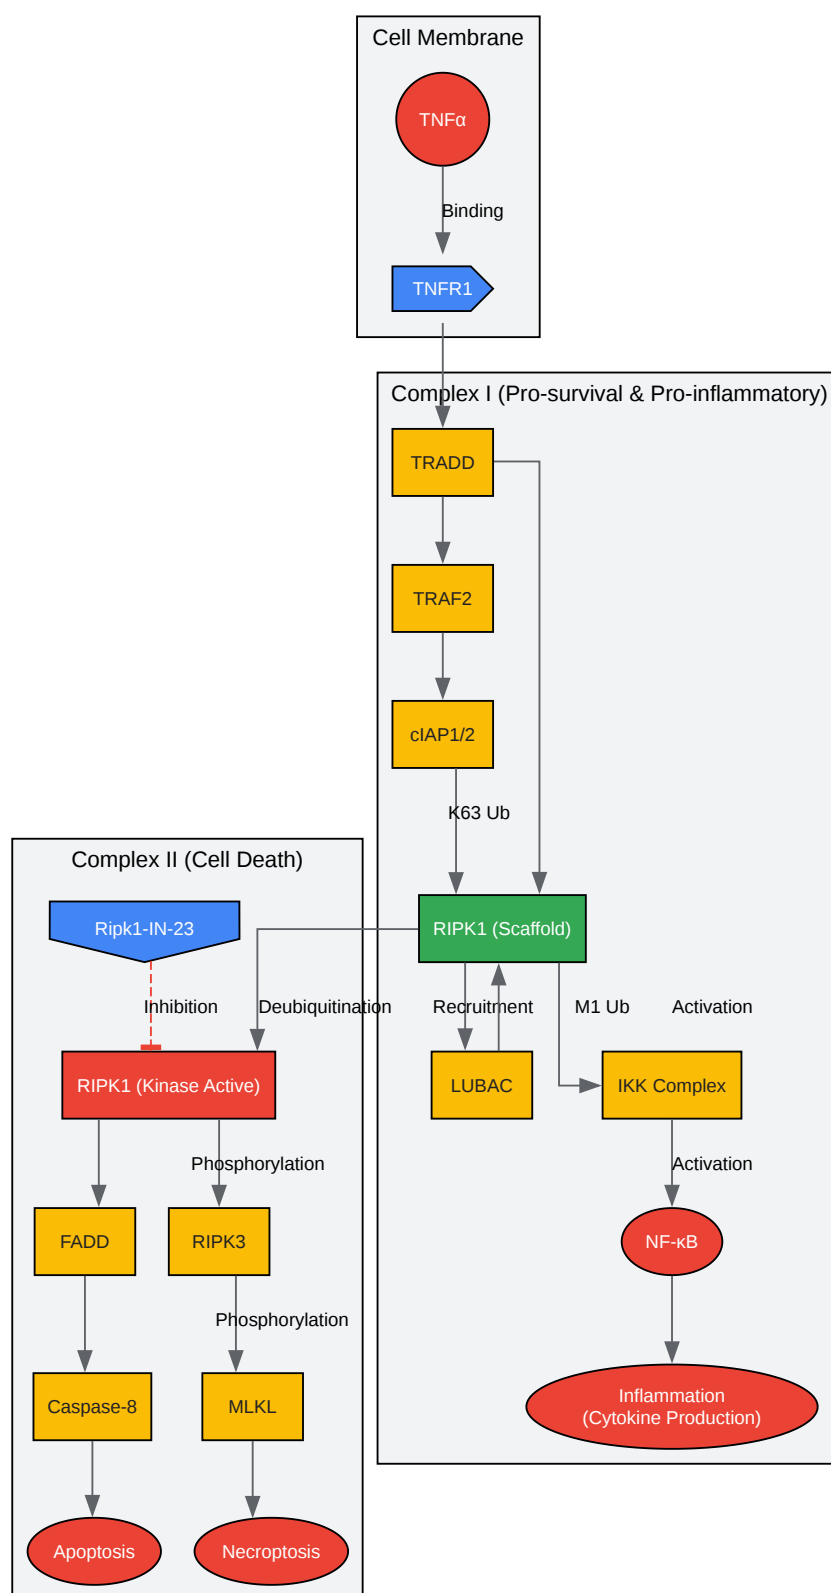 Cell Membrane
TNFα
Binding
TNFR1
Complex I (Pro-survival & Pro-inflammatory)
TRADD
TRAF2
cIAP1/2
K63 Ub
Complex II (Cell Death)
Ripk1-IN-23
RIPK1 (Scaffold)
Inhibition
Deubiquitination
Recruitment
M1 Ub
Activation
RIPK1 (Kinase Active)
LUBAC
IKK Complex
Phosphorylation
Activation
FADD
RIPK3
NF-κB
Phosphorylation
Caspase-8
MLKL
Inflammation
(Cytokine Production)
Apoptosis
Necroptosis